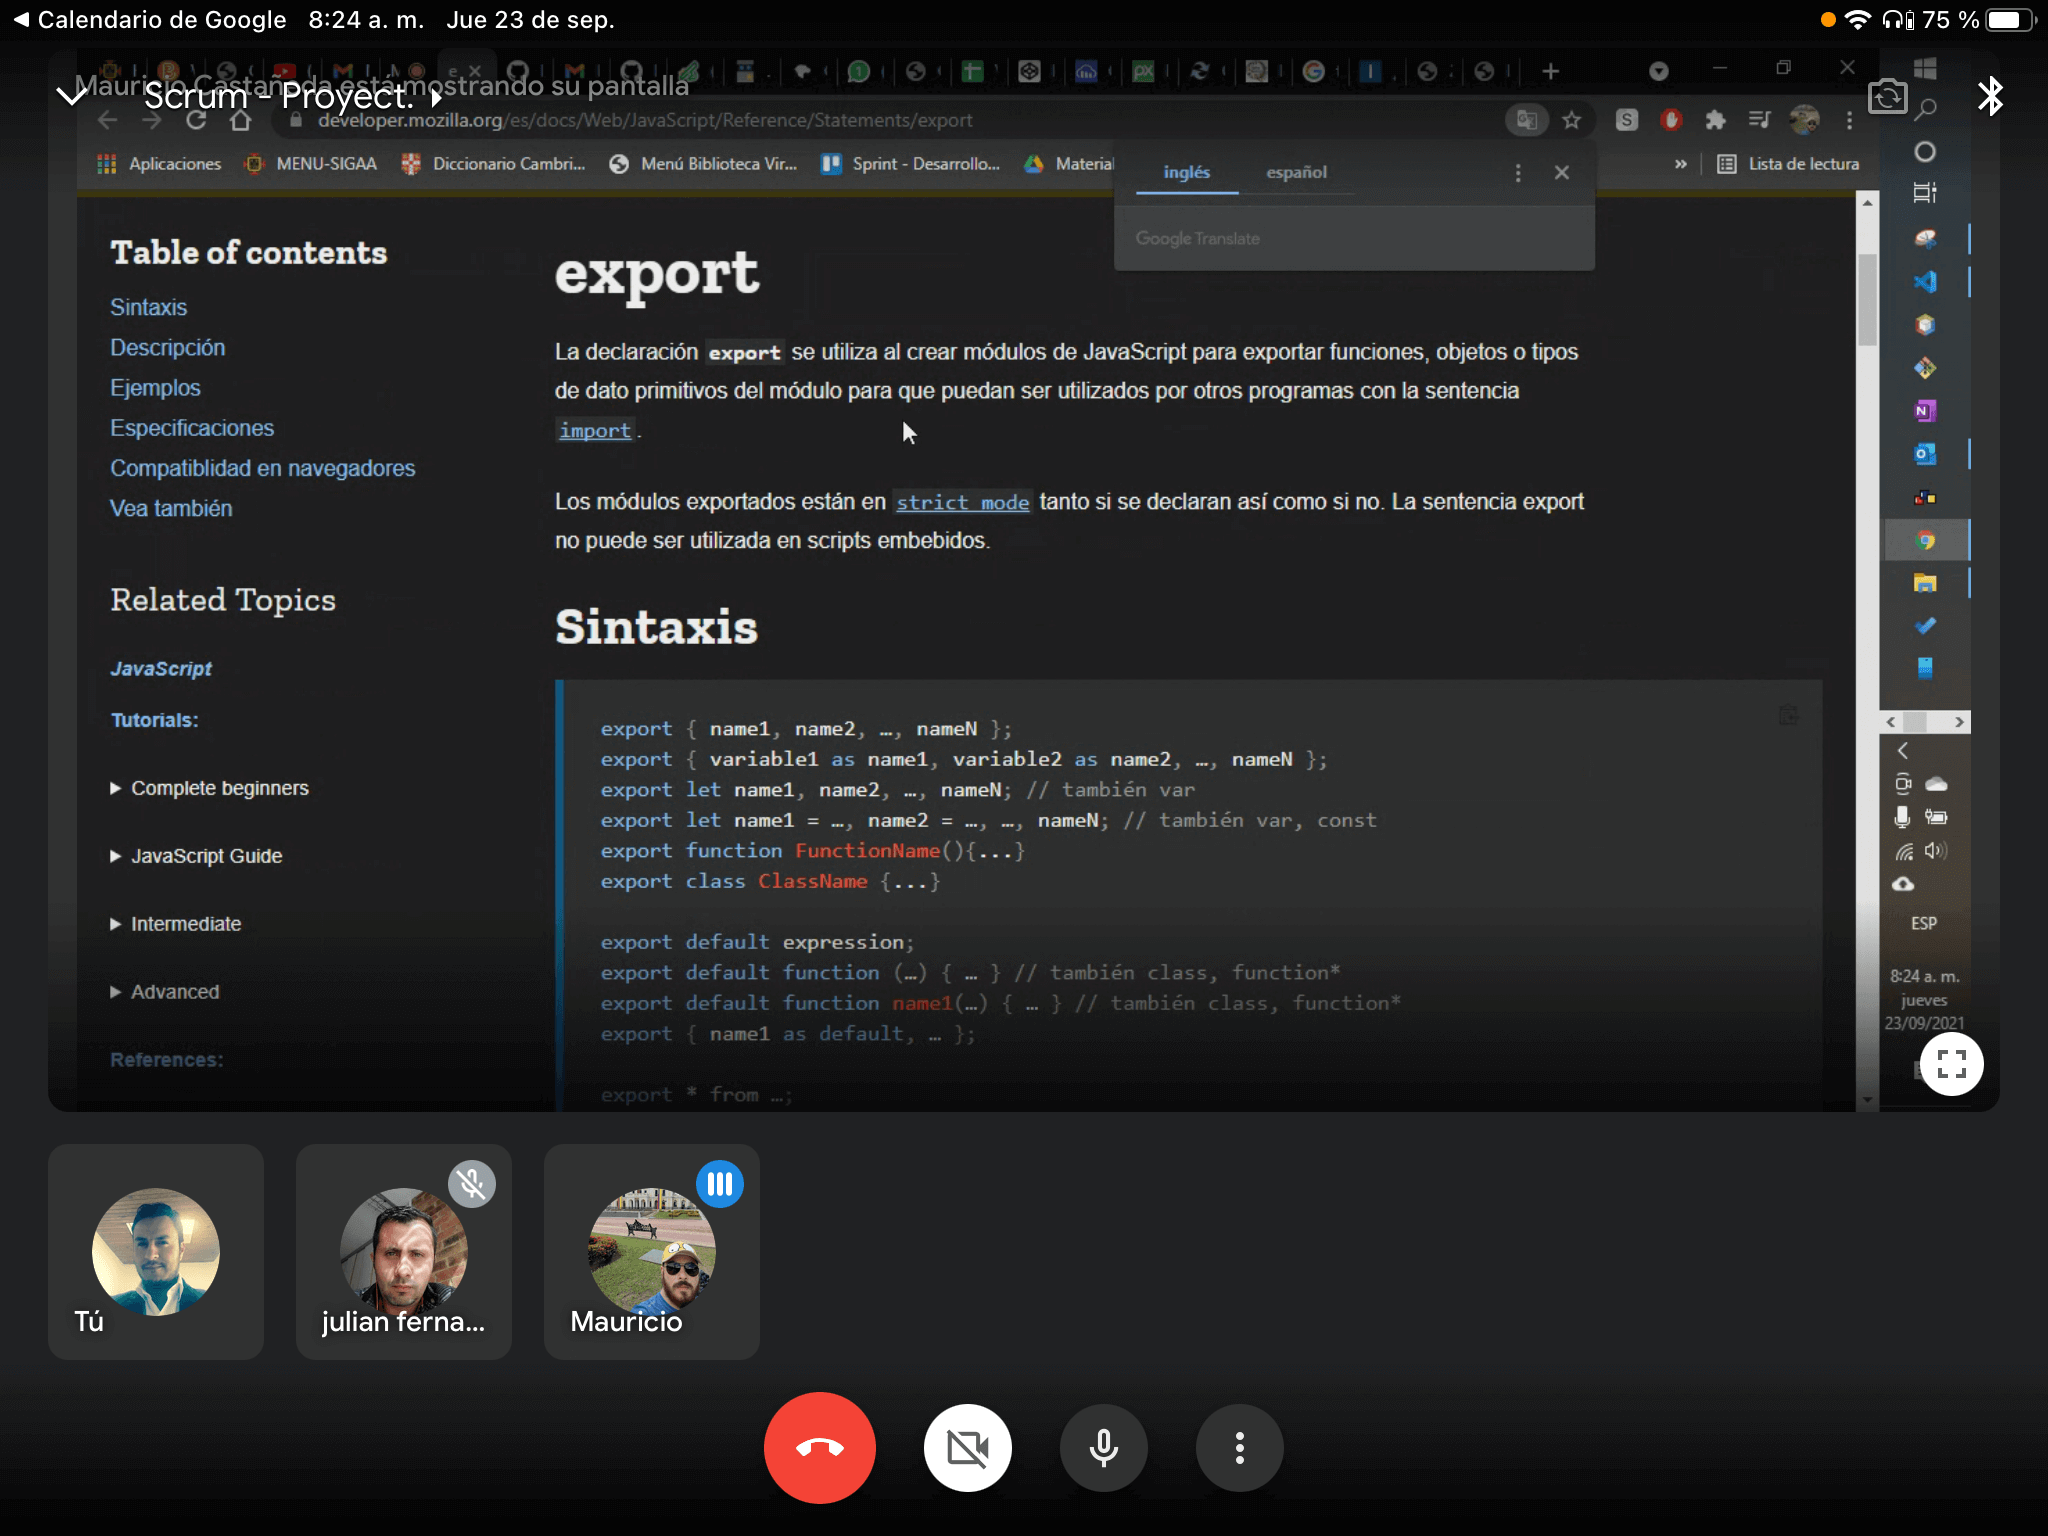 Calendario de Google 8:24 a. m. Jue 23 de sep. 75 %
Mauricio Castañeda está mostrando su pantalla
Scrum - Proyect.
developer.mozilla.org/es/docs/Web/JavaScript/Reference/Statements/export
Aplicaciones MENU-SIGAA Diccionario Cambri... Menú Biblioteca Vir... Sprint - Desarrollo... Material » Lista de lectura
inglés español
Google Translate
Table of contents
Sintaxis
Descripción
Ejemplos
Especificaciones
Compatiblidad en navegadores
Vea también
Related Topics
JavaScript
Tutorials:
Complete beginners
JavaScript Guide
Intermediate
Advanced
References:
export
La declaración export se utiliza al crear módulos de JavaScript para exportar funciones, objetos o tipos
de dato primitivos del módulo para que puedan ser utilizados por otros programas con la sentencia
import.
Los módulos exportados están en strict mode tanto si se declaran así como si no. La sentencia export
no puede ser utilizada en scripts embebidos.
Sintaxis
export { name1, name2, …, nameN };
export { variable1 as name1, variable2 as name2, …, nameN };
export let name1, name2, …, nameN; // también var
export let name1 = …, name2 = …, …, nameN; // también var, const
export function FunctionName(){...}
export class ClassName {...}
export default expression;
export default function (…) { … } // también class, function*
export default function name1(…) { … } // también class, function*
export { name1 as default, … };
export * from …;
ESP
8:24 a. m.
jueves
23/09/2021
Tú
julian ferna...
Mauricio